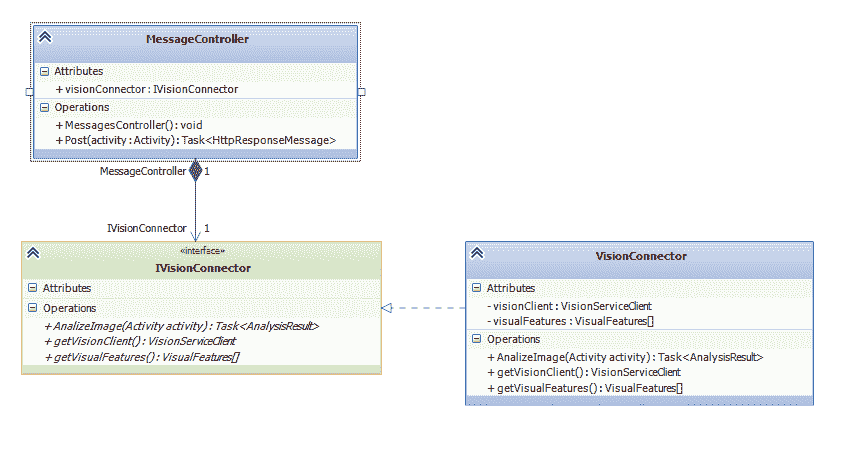 MessageController
Attributes
+ visionConnector : IVisionConnector
Operations
+ MessagesController() : void
+ Post(activity : Activity) : Task<HttpResponseMessage>
MessageController 1
IVisionConnector 1
«interface»
IVisionConnector
Attributes
Operations
+ AnalizeImage(Activity activity) : Task<AnalysisResult>
+ getVisionClient() : VisionServiceClient
+ getVisualFeatures() : VisualFeatures[]
VisionConnector
Attributes
- visionClient : VisionServiceClient
- visualFeatures : VisualFeatures[]
Operations
+ AnalizeImage(Activity activity) : Task<AnalysisResult>
+ getVisionClient() : VisionServiceClient
+ getVisualFeatures() : VisualFeatures[]